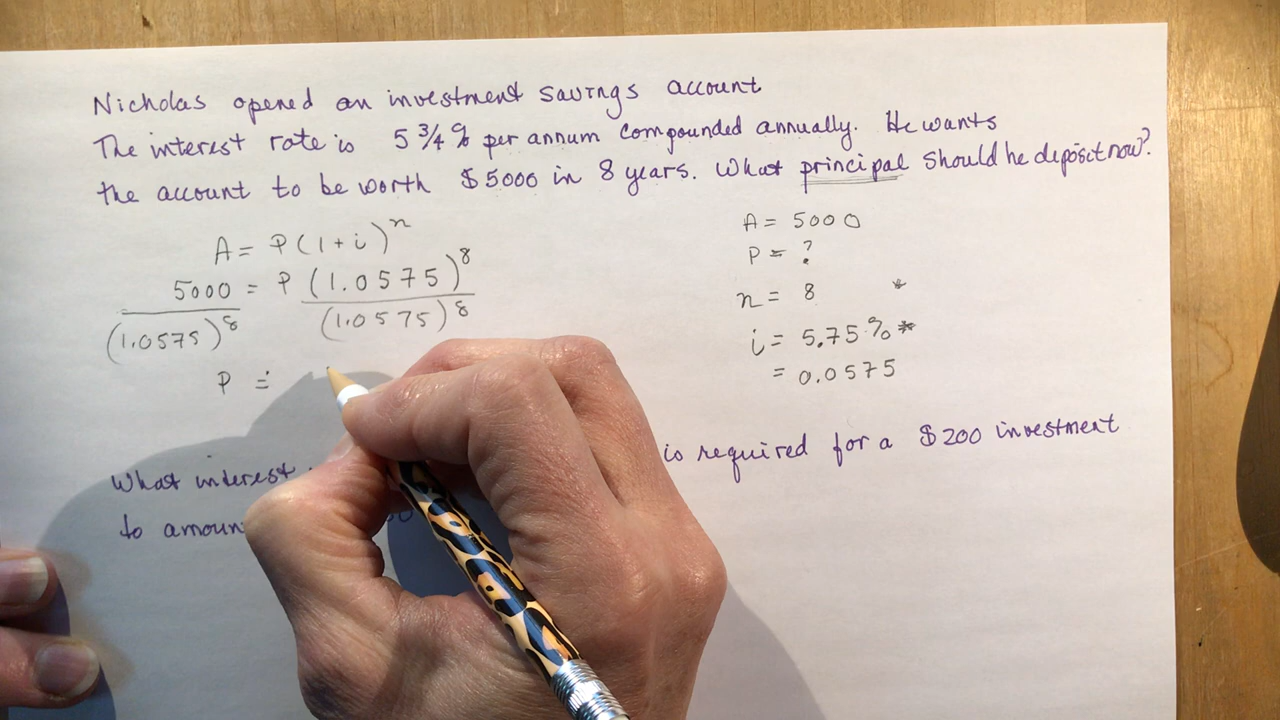 Nicholas opened an investment savings account
The interest rate is 5 3/4 % per annum compounded annually. He wants
the account to be worth $5000 in 8 years. What principal should he deposit now?
A = P(1+i)^n
5000 = P (1.0575)^8
(1.0575)^8 (1.0575)^8
P =
A = 5000
P = ?
n = 8 *
i = 5.75% *
= 0.0575
What interest is required for a $200 investment
to